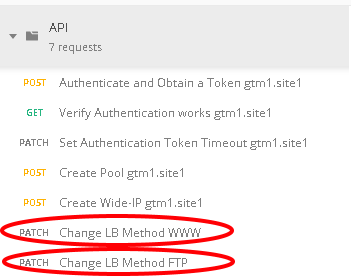 API
7 requests
POST Authenticate and Obtain a Token gtm1.site1
GET Verify Authentication works gtm1.site1
PATCH Set Authentication Token Timeout gtm1.site1
POST Create Pool gtm1.site1
POST Create Wide-IP gtm1.site1
PATCH Change LB Method WWW
PATCH Change LB Method FTP